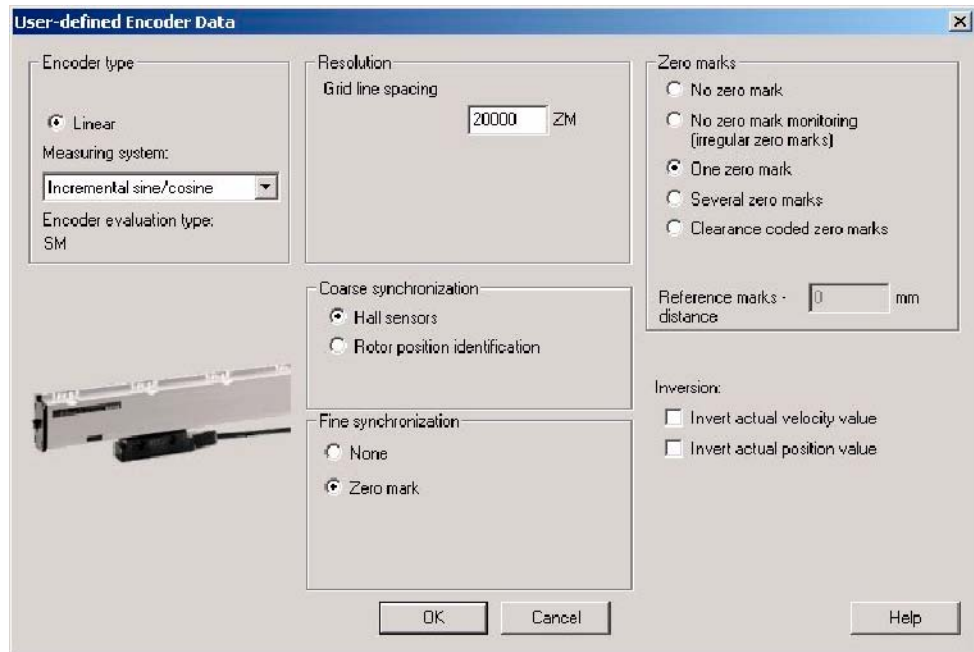 User-defined Encoder Data
Encoder type
Linear
Measuring system:
Incremental sine/cosine
Encoder evaluation type:
SM
Resolution
Grid line spacing
20000 ZM
Coarse synchronization
Hall sensors
Rotor position identification
Fine synchronization
None
Zero mark
Zero marks
No zero mark
No zero mark monitoring
(irregular zero marks)
One zero mark
Several zero marks
Clearance coded zero marks
Reference marks - 0 mm
distance
Inversion:
Invert actual velocity value
Invert actual position value
OK
Cancel
Help